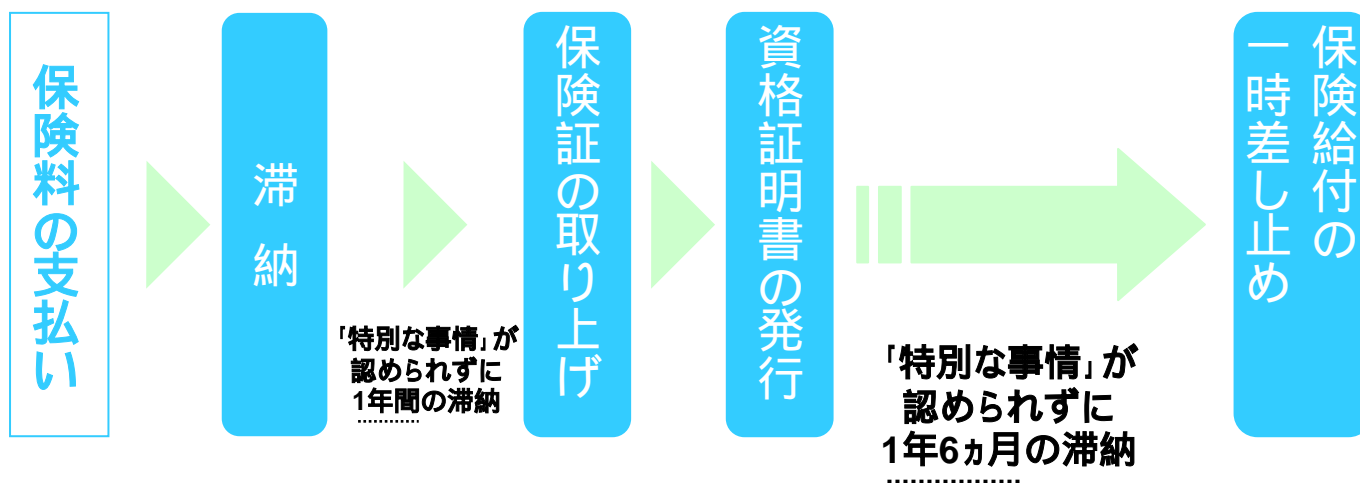 保険料の支払い
滞納
「特別な事情」が
認められずに
1年間の滞納
保険証の取り上げ
資格証明書の発行
「特別な事情」が
認められずに
1年6ヵ月の滞納
保険給付の
一時差し止め